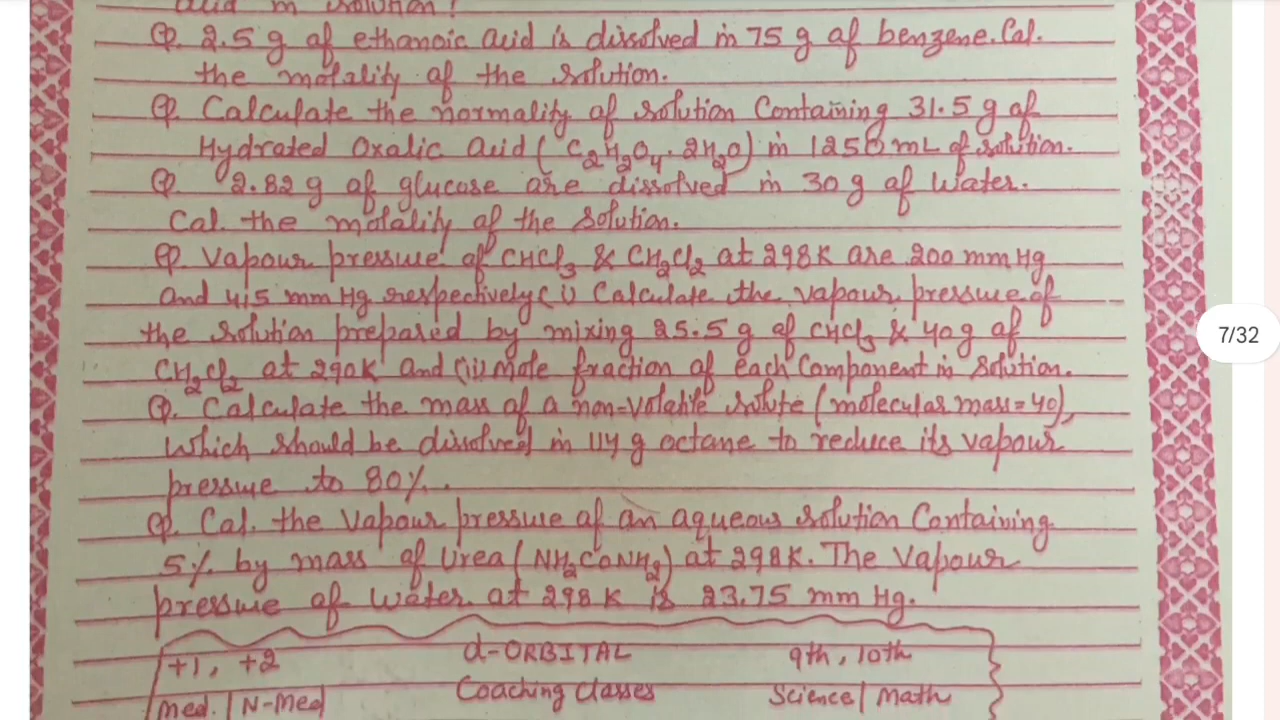 acid in solution?
Q. 2.5 g of ethanoic acid is dissolved in 75 g of benzene. Cal.
the molality of the solution.
Q. Calculate the normality of solution Containing 31.5 g of
Hydrated Oxalic acid (C₂H₂O₄.2H₂O) in 1250 mL of solution.
Q. 2.82 g of glucose are dissolved in 30 g of Water.
Cal. the molality of the solution.
Q. Vapour pressure of CHCl₃ & CH₂Cl₂ at 298K are 200 mm Hg
and 415 mm Hg respectively (i) Calculate the vapour pressure of
the solution prepared by mixing 25.5 g of CHCl₃ & 40g of
CH₂Cl₂ at 290K and (ii) Mole fraction of each Component in solution.
Q. Calculate the mass of a non-Volatile solute (molecular mass=40),
Which should be dissolved in 114 g octane to reduce its vapour
pressure to 80%.
Q. Cal. the Vapour pressure of an aqueous solution Containing
5% by mass of Urea (NH₂CONH₂) at 298K. The Vapour
pressure of Water at 298K is 23.75 mm Hg.
+1, +2 d-ORBITAL 9th, 10th
med. | N-Med Coaching Classes Science | Math
7/32